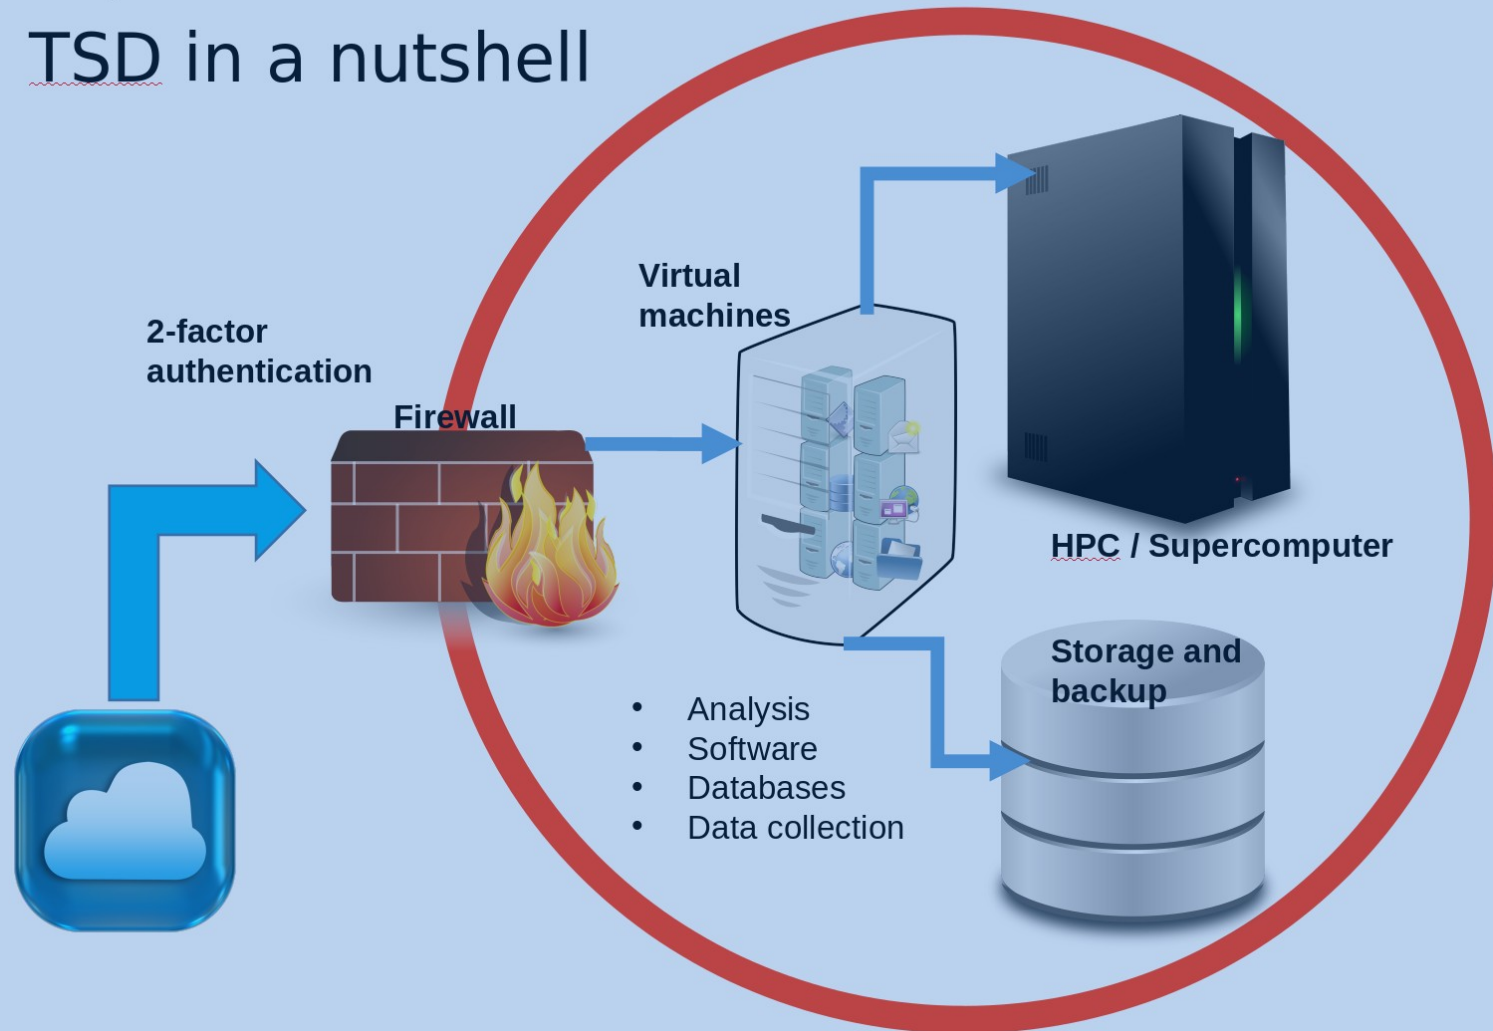 TSD in a nutshell
2-factor
authentication
Firewall
Virtual
machines
HPC / Supercomputer
Storage and
backup
• Analysis
• Software
• Databases
• Data collection